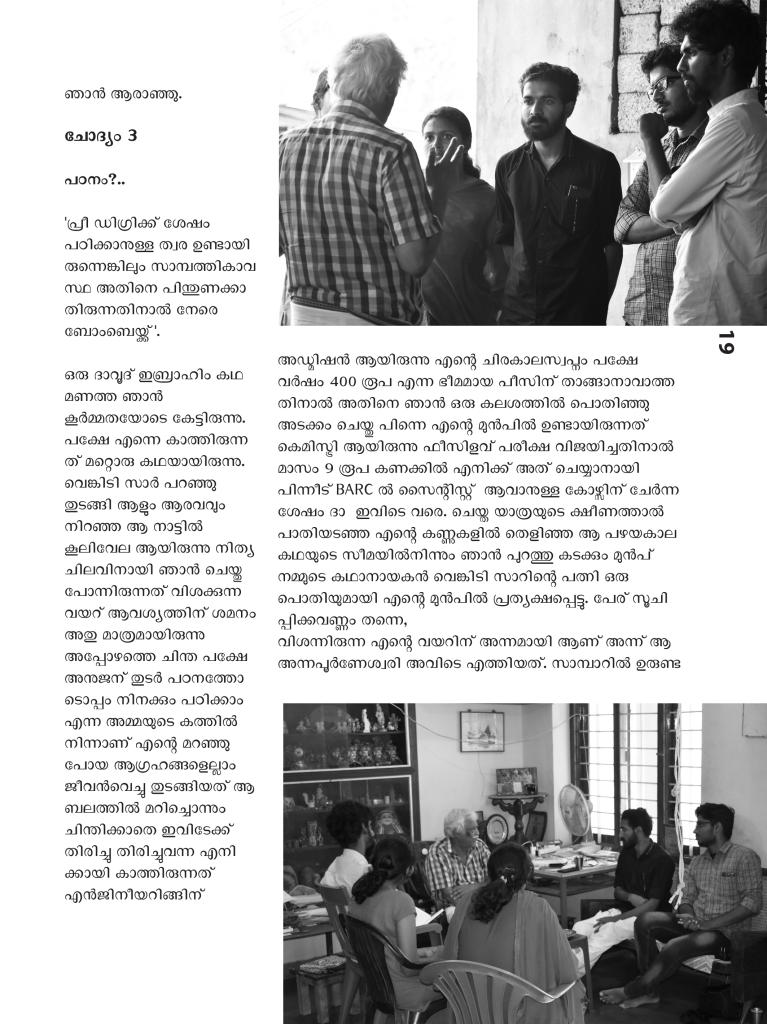 ഞാൻ ആരാഞ്ഞു.
ചോദ്യം 3
പഠനം?..
'പ്രീ ഡിഗ്രിക്ക് ശേഷം
പഠിക്കാനുള്ള ത്വര ഉണ്ടായി
രുന്നെങ്കിലും സാമ്പത്തികാവ
സ്ഥ അതിനെ പിന്തുണക്കാ
തിരുന്നതിനാൽ നേരെ
ബോംബെയ്ക്ക്'.
ഒരു ദാവൂദ് ഇബ്രാഹിം കഥ
മണത്ത ഞാൻ
കൂർമ്മതയോടെ കേട്ടിരുന്നു.
പക്ഷേ എന്നെ കാത്തിരുന്ന
ത് മറ്റൊരു കഥയായിരുന്നു.
വെങ്കിടി സാർ പറഞ്ഞു
തുടങ്ങി ആളും ആരവവും
നിറഞ്ഞ ആ നാട്ടിൽ
കൂലിവേല ആയിരുന്നു നിത്യ
ചിലവിനായി ഞാൻ ചെയ്തു
പോന്നിരുന്നത് വിശക്കുന്ന
വയറ് ആവശ്യത്തിന് ശമനം
അതു മാത്രമായിരുന്നു
അപ്പോഴത്തെ ചിന്ത പക്ഷേ
അനുജന് തുടർ പഠനത്തോ
ടൊപ്പം നിനക്കും പഠിക്കാം
എന്ന അമ്മയുടെ കത്തിൽ
നിന്നാണ് എന്റെ മറഞ്ഞു
പോയ ആഗ്രഹങ്ങളെല്ലാം
ജീവൻവെച്ചു തുടങ്ങിയത് ആ
ബലത്തിൽ മറിച്ചൊന്നും
ചിന്തിക്കാതെ ഇവിടേക്ക്
തിരിച്ചു തിരിച്ചുവന്ന എനി
ക്കായി കാത്തിരുന്നത്
എൻജിനീയറിങ്ങിന്
അഡ്മിഷൻ ആയിരുന്നു എന്റെ ചിരകാലസ്വപ്നം പക്ഷേ
വർഷം 400 രൂപ എന്ന ഭീമമായ പീസിന് താങ്ങാനാവാത്ത
തിനാൽ അതിനെ ഞാൻ ഒരു കലശത്തിൽ പൊതിഞ്ഞു
അടക്കം ചെയ്തു പിന്നെ എന്റെ മുൻപിൽ ഉണ്ടായിരുന്നത്
കെമിസ്ട്രി ആയിരുന്നു ഫീസിളവ് പരീക്ഷ വിജയിച്ചതിനാൽ
മാസം 9 രൂപ കണക്കിൽ എനിക്ക് അത് ചെയ്യാനായി
പിന്നീട് BARC ൽ സൈന്റിസ്റ്റ് ആവാനുള്ള കോഴ്സിന് ചേർന്ന
ശേഷം ദാ ഇവിടെ വരെ. ചെയ്ത യാത്രയുടെ ക്ഷീണത്താൽ
പാതിയടഞ്ഞ എന്റെ കണ്ണുകളിൽ തെളിഞ്ഞ ആ പഴയകാല
കഥയുടെ സീമയിൽനിന്നും ഞാൻ പുറത്തു കടക്കും മുൻപ്
നമ്മുടെ കഥാനായകൻ വെങ്കിടി സാറിന്റെ പത്നി ഒരു
പൊതിയുമായി എന്റെ മുൻപിൽ പ്രത്യക്ഷപ്പെട്ടു. പേര് സൂചി
പ്പിക്കുവണ്ണം തന്നെ,
വിശന്നിരുന്ന എന്റെ വയറിന് അന്നമായി ആണ് അന്ന് ആ
അന്നപൂർണേശ്വരി അവിടെ എത്തിയത്. സാമ്പാറിൽ ഉരുണ്ട
19